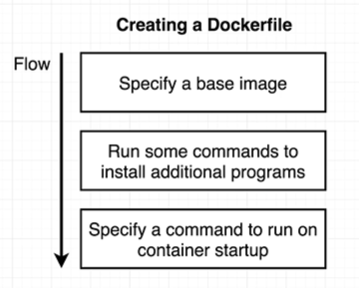 Creating a Dockerfile
Flow
Specify a base image
Run some commands to
install additional programs
Specify a command to run on
container startup